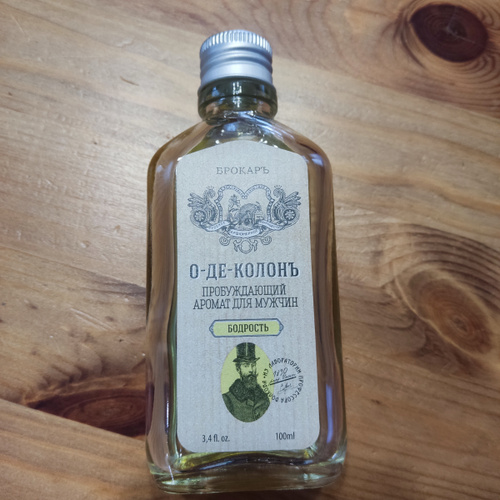 БРОКАРЪ
О-ДЕ-КОЛОНЪ
ПРОБУЖДАЮЩИЙ
АРОМАТ ДЛЯ МУЖЧИН
БОДРОСТЬ
3,4 fl. oz. 100ml